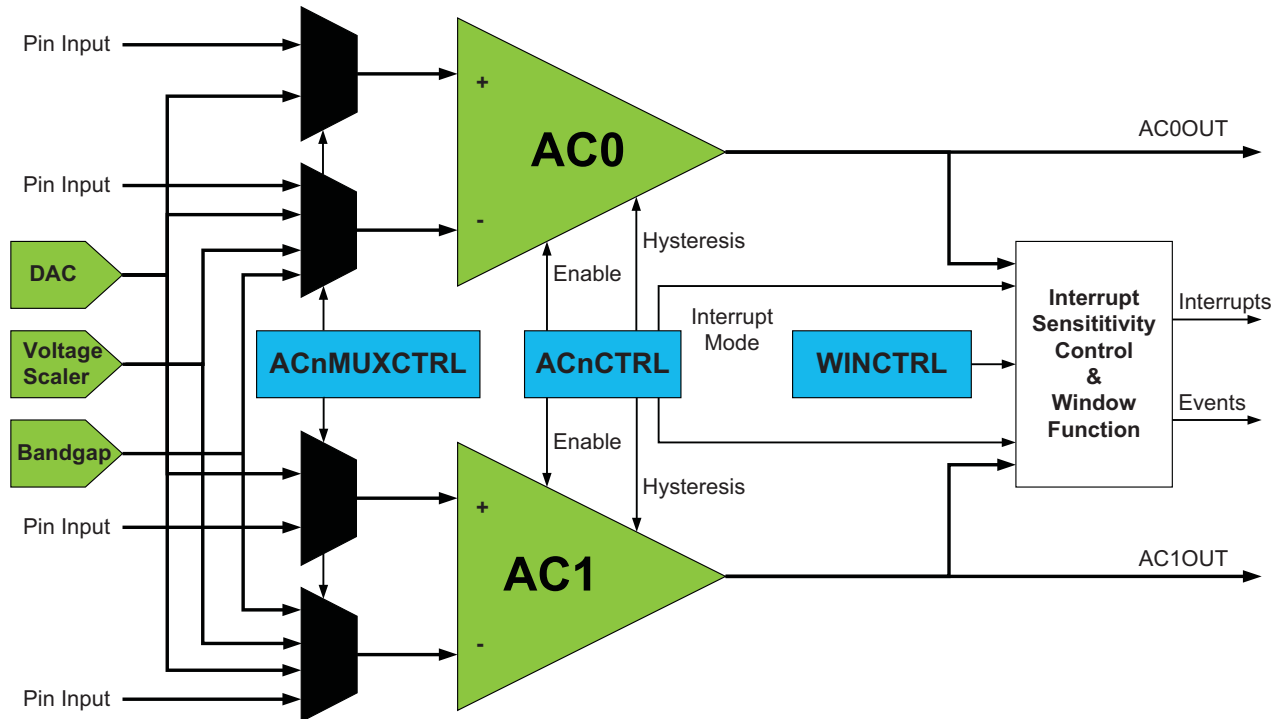 Pin Input
+
AC0
AC0OUT
Pin Input
-
Hysteresis
DAC
Enable
Interrupt
Sensititivity
Control
&
Window
Function
Interrupts
Interrupt
Mode
Voltage
Scaler
ACnMUXCTRL
ACnCTRL
WINCTRL
Events
Bandgap
Enable
Hysteresis
Pin Input
+
AC1
AC1OUT
-
Pin Input